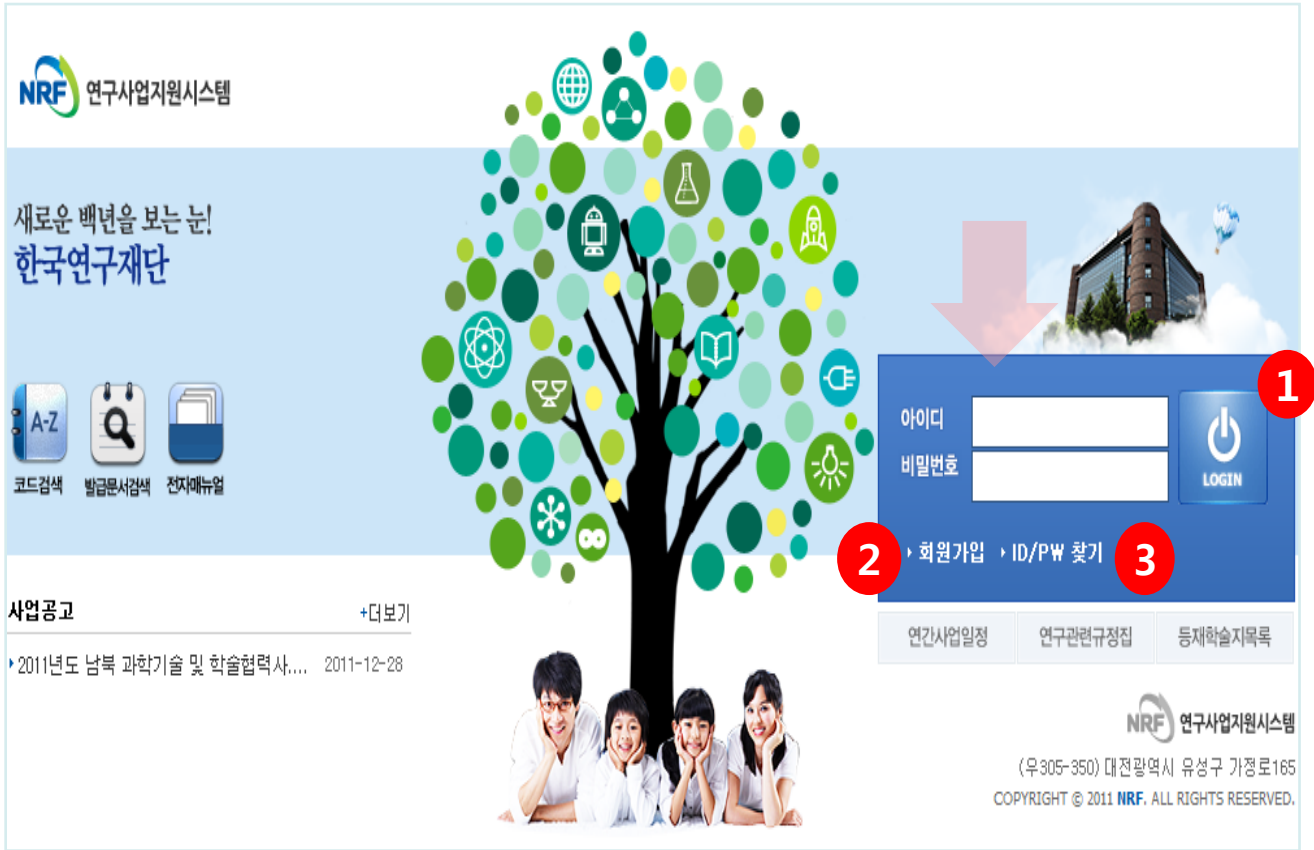 NRF 연구사업지원시스템
새로운 백년을 보는 눈!
한국연구재단
A-Z
코드검색 발급문서검색 전자매뉴얼
사업공고 +더보기
2011년도 남북 과학기술 및 학술협력사.... 2011-12-28
1
아이디
비밀번호
LOGIN
2 회원가입 ID/PW 찾기 3
연간사업일정 연구관련규정집 등재학술지목록
NRF 연구사업지원시스템
(우305-350) 대전광역시 유성구 가정로165
COPYRIGHT © 2011 NRF. ALL RIGHTS RESERVED.